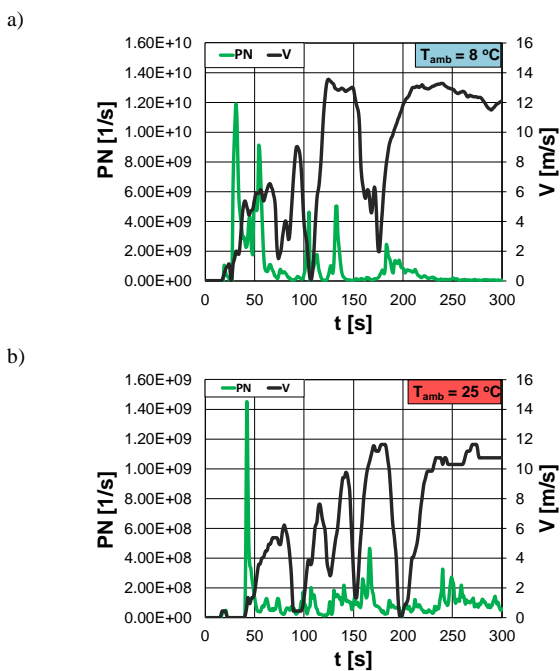 a)
1.60E+10
1.40E+10
1.20E+10
1.00E+10
8.00E+09
6.00E+09
4.00E+09
2.00E+09
0.00E+00
PN [1/s]
PN V
T_amb = 8 °C
16
14
12
10
8
6
4
2
0
V [m/s]
0 50 100 150 200 250 300
t [s]
b)
1.60E+09
1.40E+09
1.20E+09
1.00E+09
8.00E+08
6.00E+08
4.00E+08
2.00E+08
0.00E+00
PN [1/s]
PN V
T_amb = 25 °C
16
14
12
10
8
6
4
2
0
V [m/s]
0 50 100 150 200 250 300
t [s]